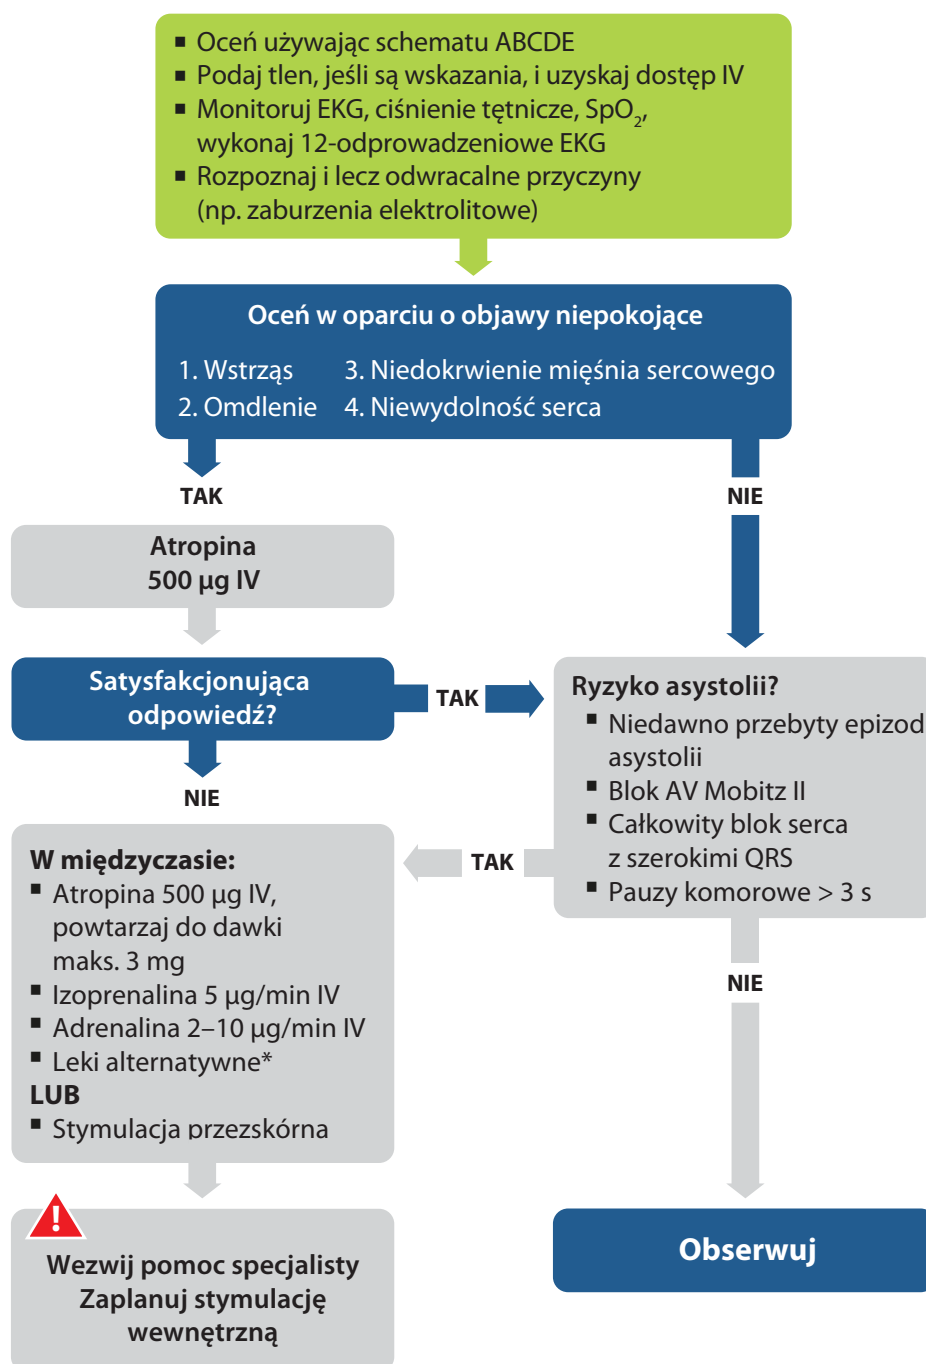 ▪ Oceń używając schematu ABCDE
▪ Podaj tlen, jeśli są wskazania, i uzyskaj dostęp IV
▪ Monitoruj EKG, ciśnienie tętnicze, SpO₂,
wykonaj 12-odprowadzeniowe EKG
▪ Rozpoznaj i lecz odwracalne przyczyny
(np. zaburzenia elektrolitowe)
Oceń w oparciu o objawy niepokojące
1. Wstrząs 3. Niedokrwienie mięśnia sercowego
2. Omdlenie 4. Niewydolność serca
TAK
NIE
Atropina
500 µg IV
Satysfakcjonująca
odpowiedź?
TAK
NIE
Ryzyko asystolii?
▪ Niedawno przebyty epizod
asystolii
▪ Blok AV Mobitz II
▪ Całkowity blok serca
z szerokimi QRS
▪ Pauzy komorowe > 3 s
TAK
NIE
W międzyczasie:
▪ Atropina 500 µg IV,
powtarzaj do dawki
maks. 3 mg
▪ Izoprenalina 5 µg/min IV
▪ Adrenalina 2–10 µg/min IV
▪ Leki alternatywne*
LUB
▪ Stymulacja przezskórna
!
Wezwij pomoc specjalisty
Zaplanuj stymulację
wewnętrzną
Obserwuj